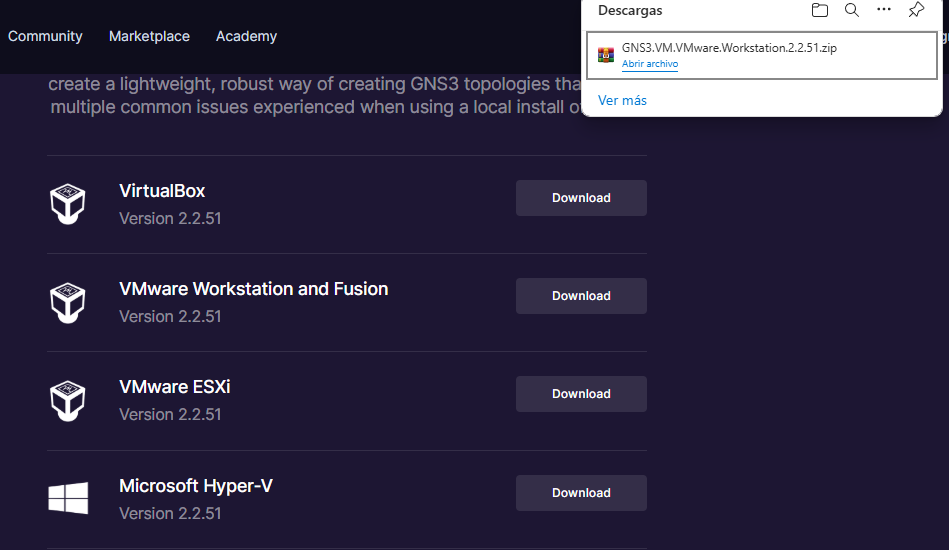 Community Marketplace Academy
Descargas
GNS3.VM.VMware.Workstation.2.2.51.zip
Abrir archivo
Ver más
create a lightweight, robust way of creating GNS3 topologies tha
multiple common issues experienced when using a local install o
VirtualBox
Version 2.2.51
Download
VMware Workstation and Fusion
Version 2.2.51
Download
VMware ESXi
Version 2.2.51
Download
Microsoft Hyper-V
Version 2.2.51
Download